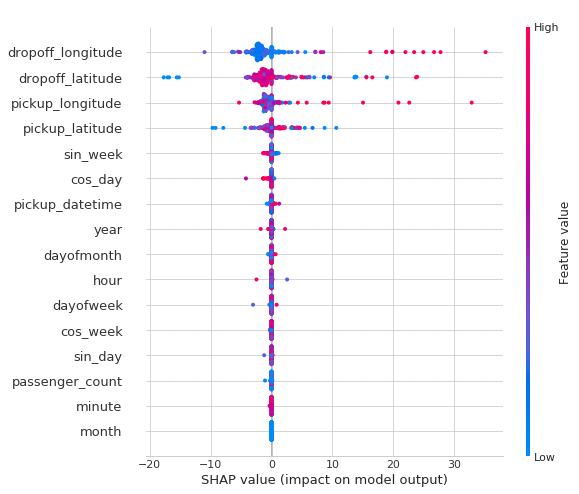 High
dropoff_longitude
dropoff_latitude
pickup_longitude
pickup_latitude
sin_week
cos_day
pickup_datetime
year
dayofmonth
hour
dayofweek
cos_week
sin_day
passenger_count
minute
month
Feature value
Low
−20 −10 0 10 20 30
SHAP value (impact on model output)